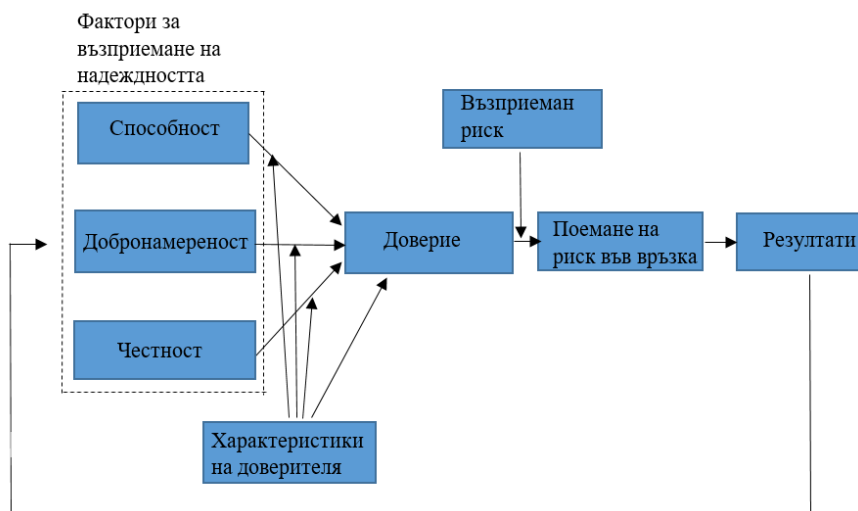 Фактори за
възприемане на
надеждността
Способност
Възприеман
риск
Добронамереност
Доверие
Поемане на
риск във връзка
Резултати
Честност
Характеристики
на доверителя